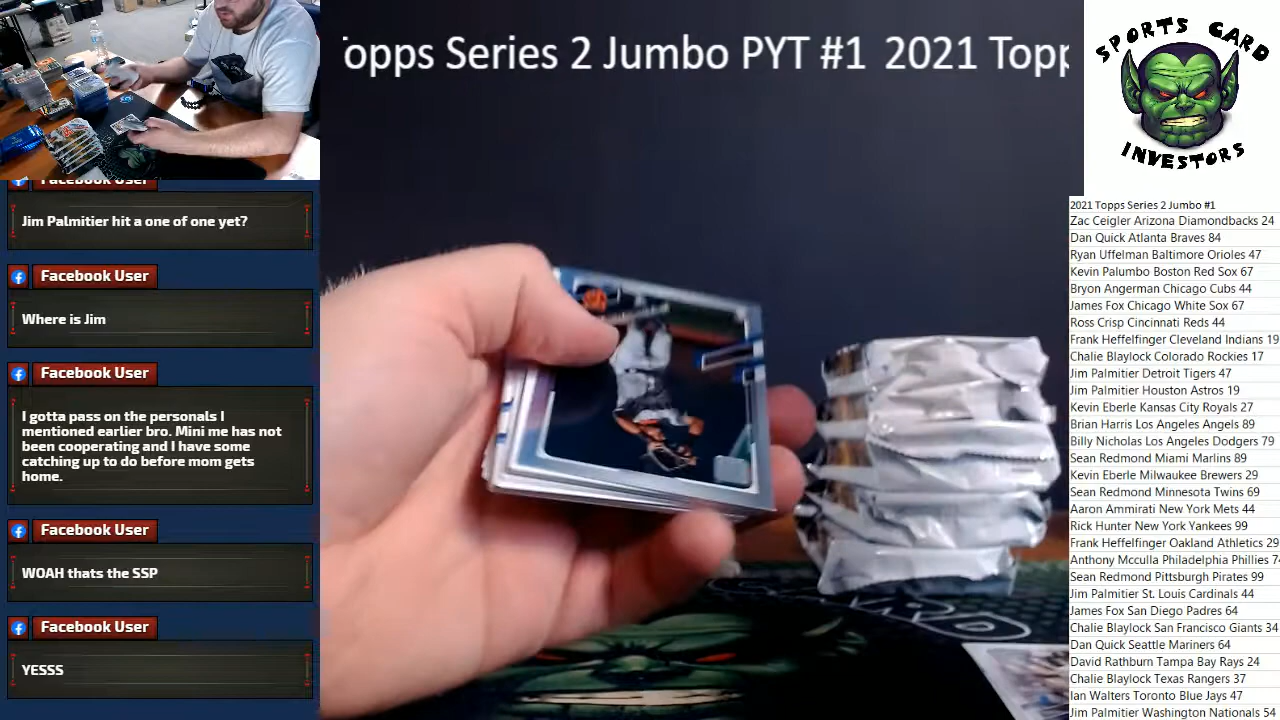 opps Series 2 Jumbo PYT #1 2021 Topp
SPORTS CARD
INVESTORS
Facebook User
Jim Palmitier hit a one of one yet?
Facebook User
Where is Jim
Facebook User
I gotta pass on the personals I
mentioned earlier bro. Mini me has not
been cooperating and I have some
catching up to do before mom gets
home.
Facebook User
WOAH thats the SSP
Facebook User
YESSS
2021 Topps Series 2 Jumbo #1
Zac Ceigler Arizona Diamondbacks 24
Dan Quick Atlanta Braves 84
Ryan Uffelman Baltimore Orioles 47
Kevin Palumbo Boston Red Sox 67
Bryon Angerman Chicago Cubs 44
James Fox Chicago White Sox 67
Ross Crisp Cincinnati Reds 44
Frank Heffelfinger Cleveland Indians 19
Chalie Blaylock Colorado Rockies 17
Jim Palmitier Detroit Tigers 47
Jim Palmitier Houston Astros 19
Kevin Eberle Kansas City Royals 27
Brian Harris Los Angeles Angels 89
Billy Nicholas Los Angeles Dodgers 79
Sean Redmond Miami Marlins 89
Kevin Eberle Milwaukee Brewers 29
Sean Redmond Minnesota Twins 69
Aaron Ammirati New York Mets 44
Rick Hunter New York Yankees 99
Frank Heffelfinger Oakland Athletics 29
Anthony Mcculla Philadelphia Phillies 74
Sean Redmond Pittsburgh Pirates 99
Jim Palmitier St. Louis Cardinals 44
James Fox San Diego Padres 64
Chalie Blaylock San Francisco Giants 34
Dan Quick Seattle Mariners 64
David Rathburn Tampa Bay Rays 24
Chalie Blaylock Texas Rangers 37
Ian Walters Toronto Blue Jays 47
Jim Palmitier Washington Nationals 54